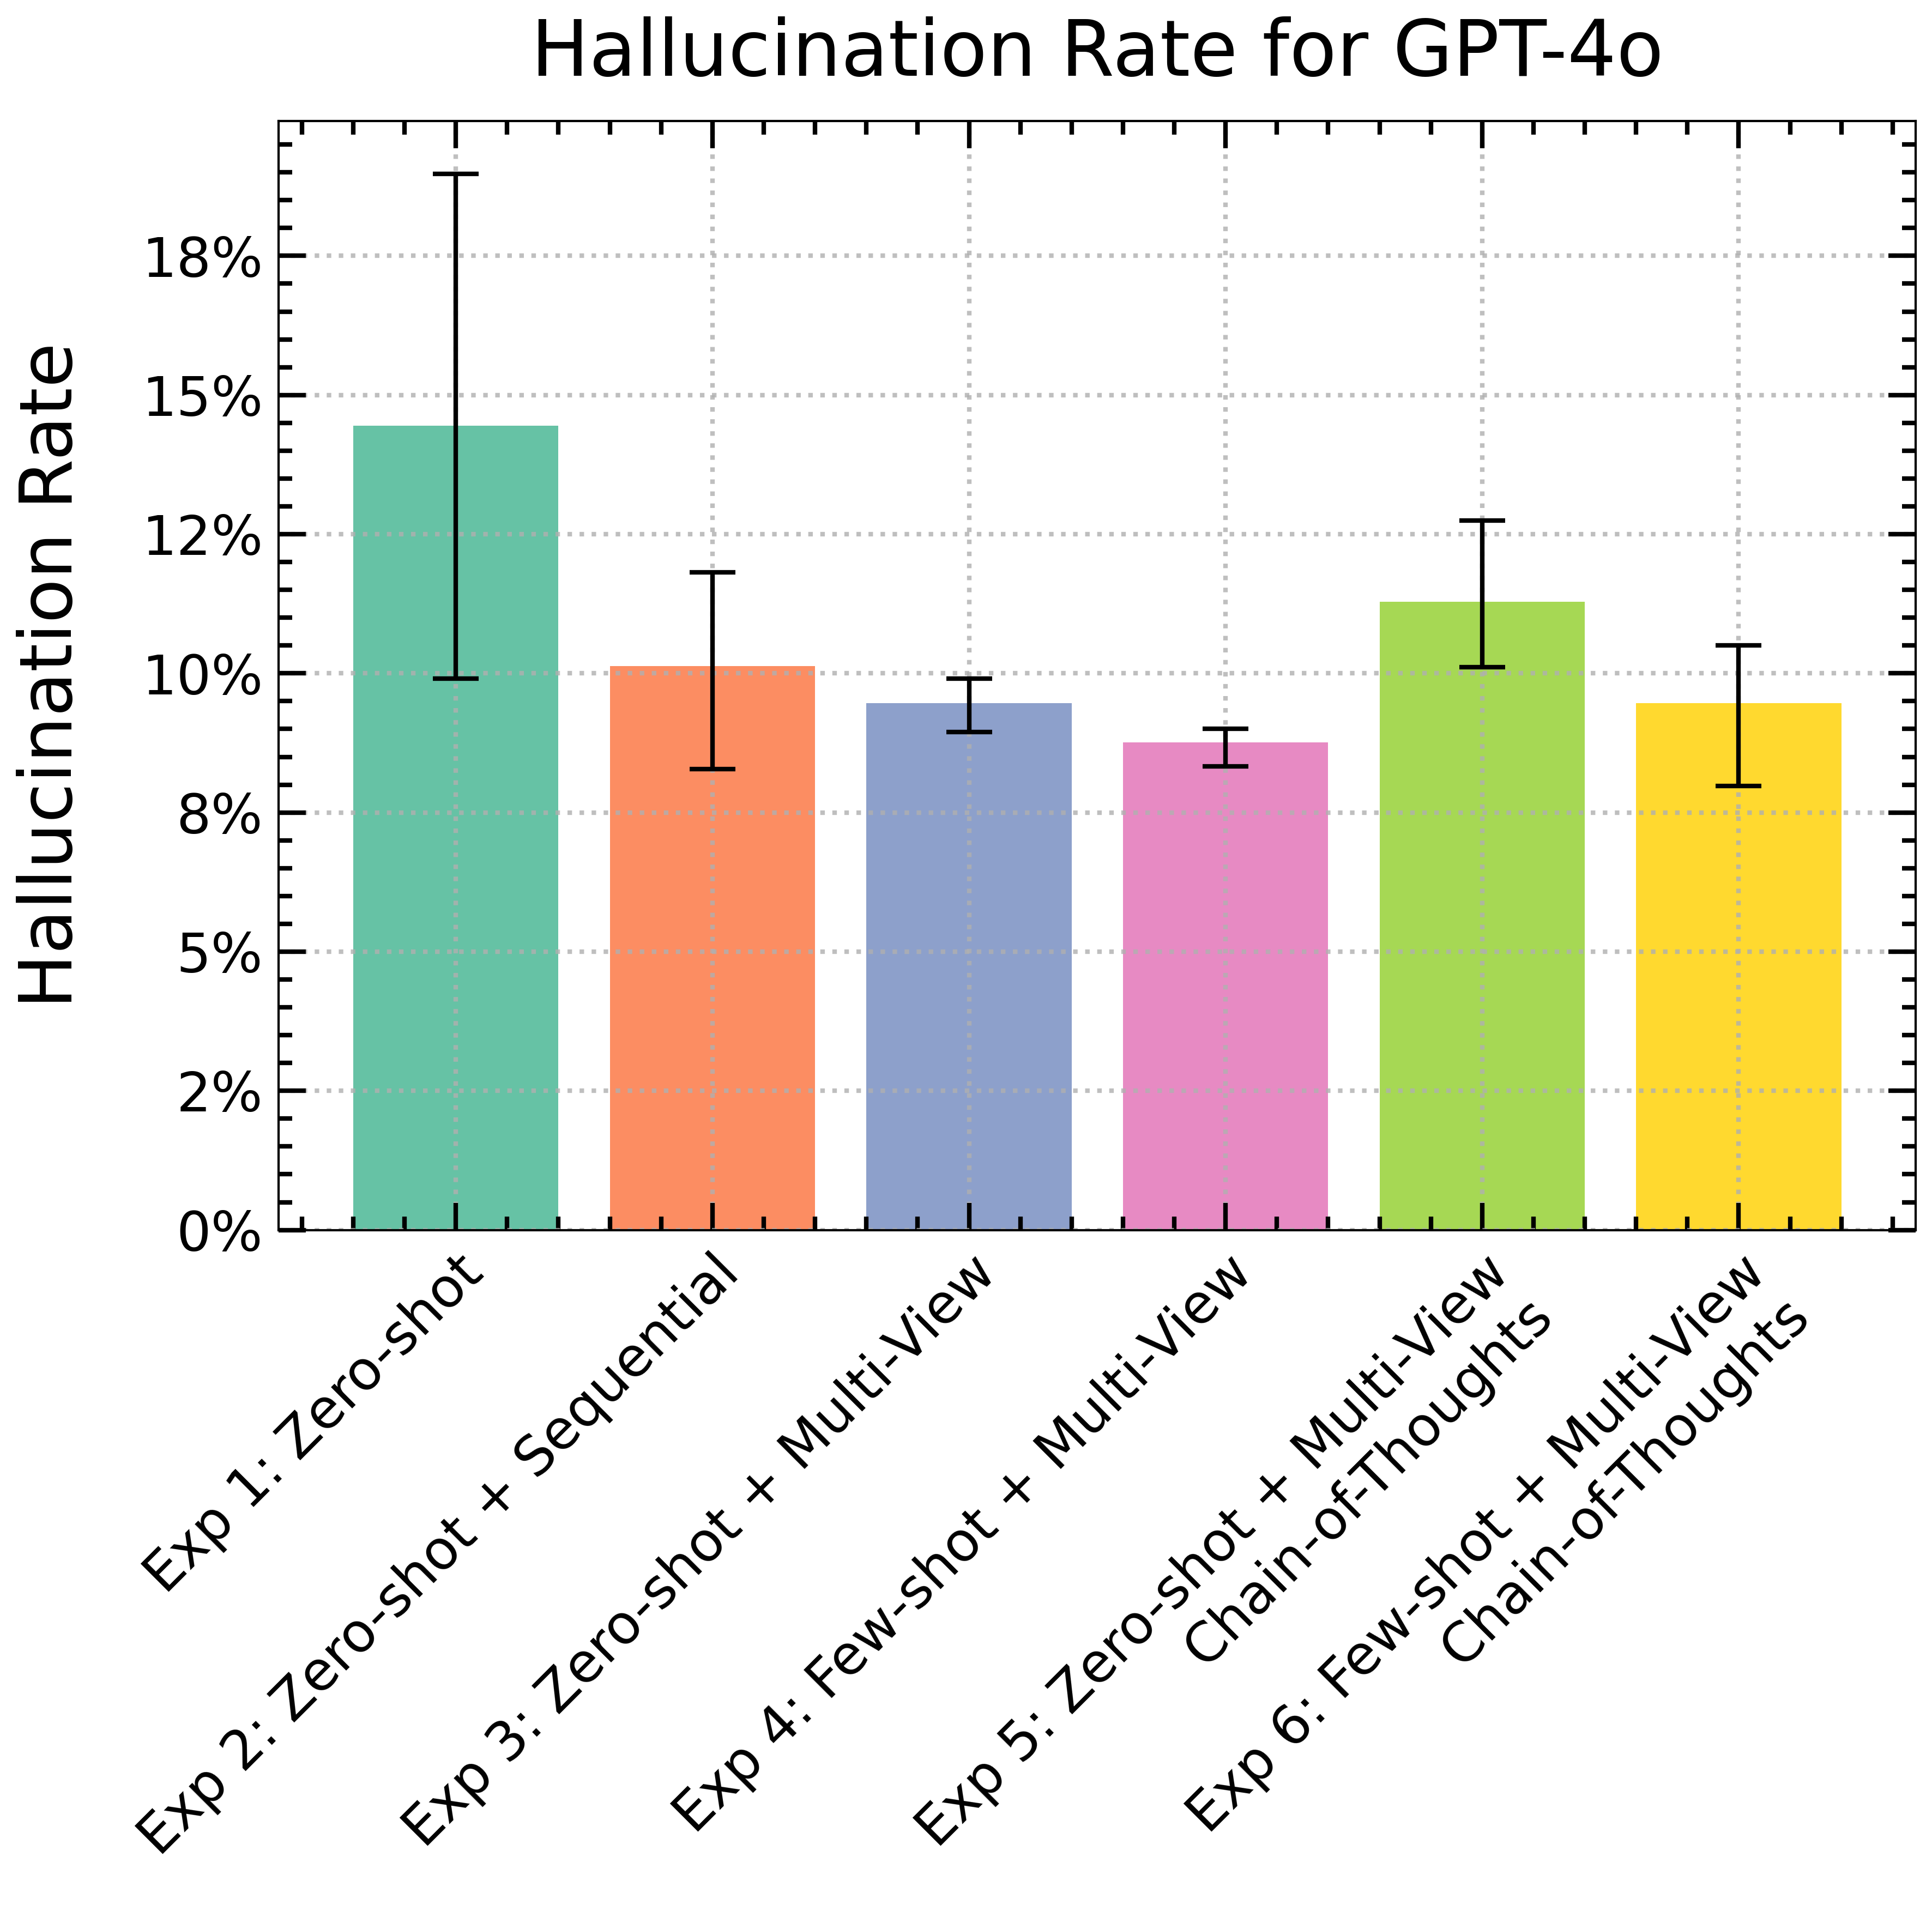 Hallucination Rate for GPT-4o
Hallucination Rate
18%
15%
12%
10%
8%
5%
2%
0%
Exp 1: Zero-shot
Exp 2: Zero-shot + Sequential
Exp 3: Zero-shot + Multi-View
Exp 4: Few-shot + Multi-View
Exp 5: Zero-shot + Multi-View
Chain-of-Thoughts
Exp 6: Few-shot + Multi-View
Chain-of-Thoughts